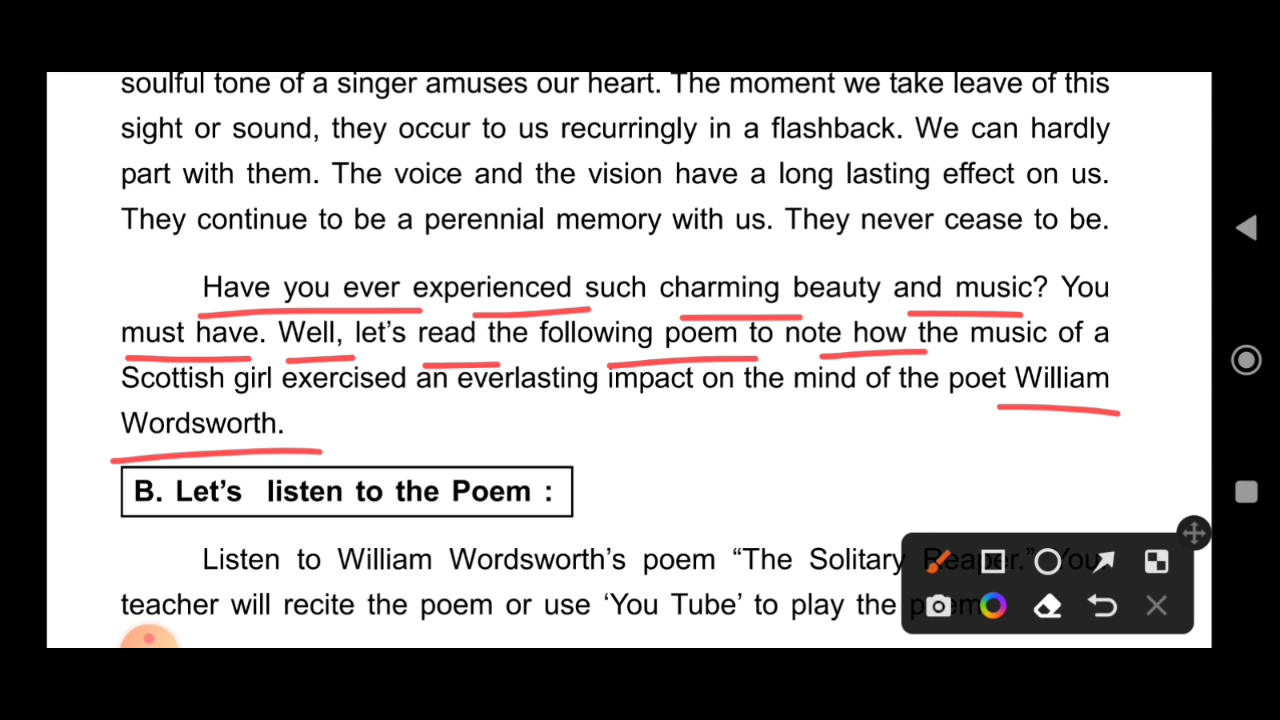 soulful tone of a singer amuses our heart. The moment we take leave of this
sight or sound, they occur to us recurringly in a flashback. We can hardly
part with them. The voice and the vision have a long lasting effect on us.
They continue to be a perennial memory with us. They never cease to be.
Have you ever experienced such charming beauty and music? You
must have. Well, let's read the following poem to note how the music of a
Scottish girl exercised an everlasting impact on the mind of the poet William
Wordsworth.
B. Let's listen to the Poem :
Listen to William Wordsworth's poem “The Solitary Reaper.” You
teacher will recite the poem or use ‘You Tube’ to play the poem